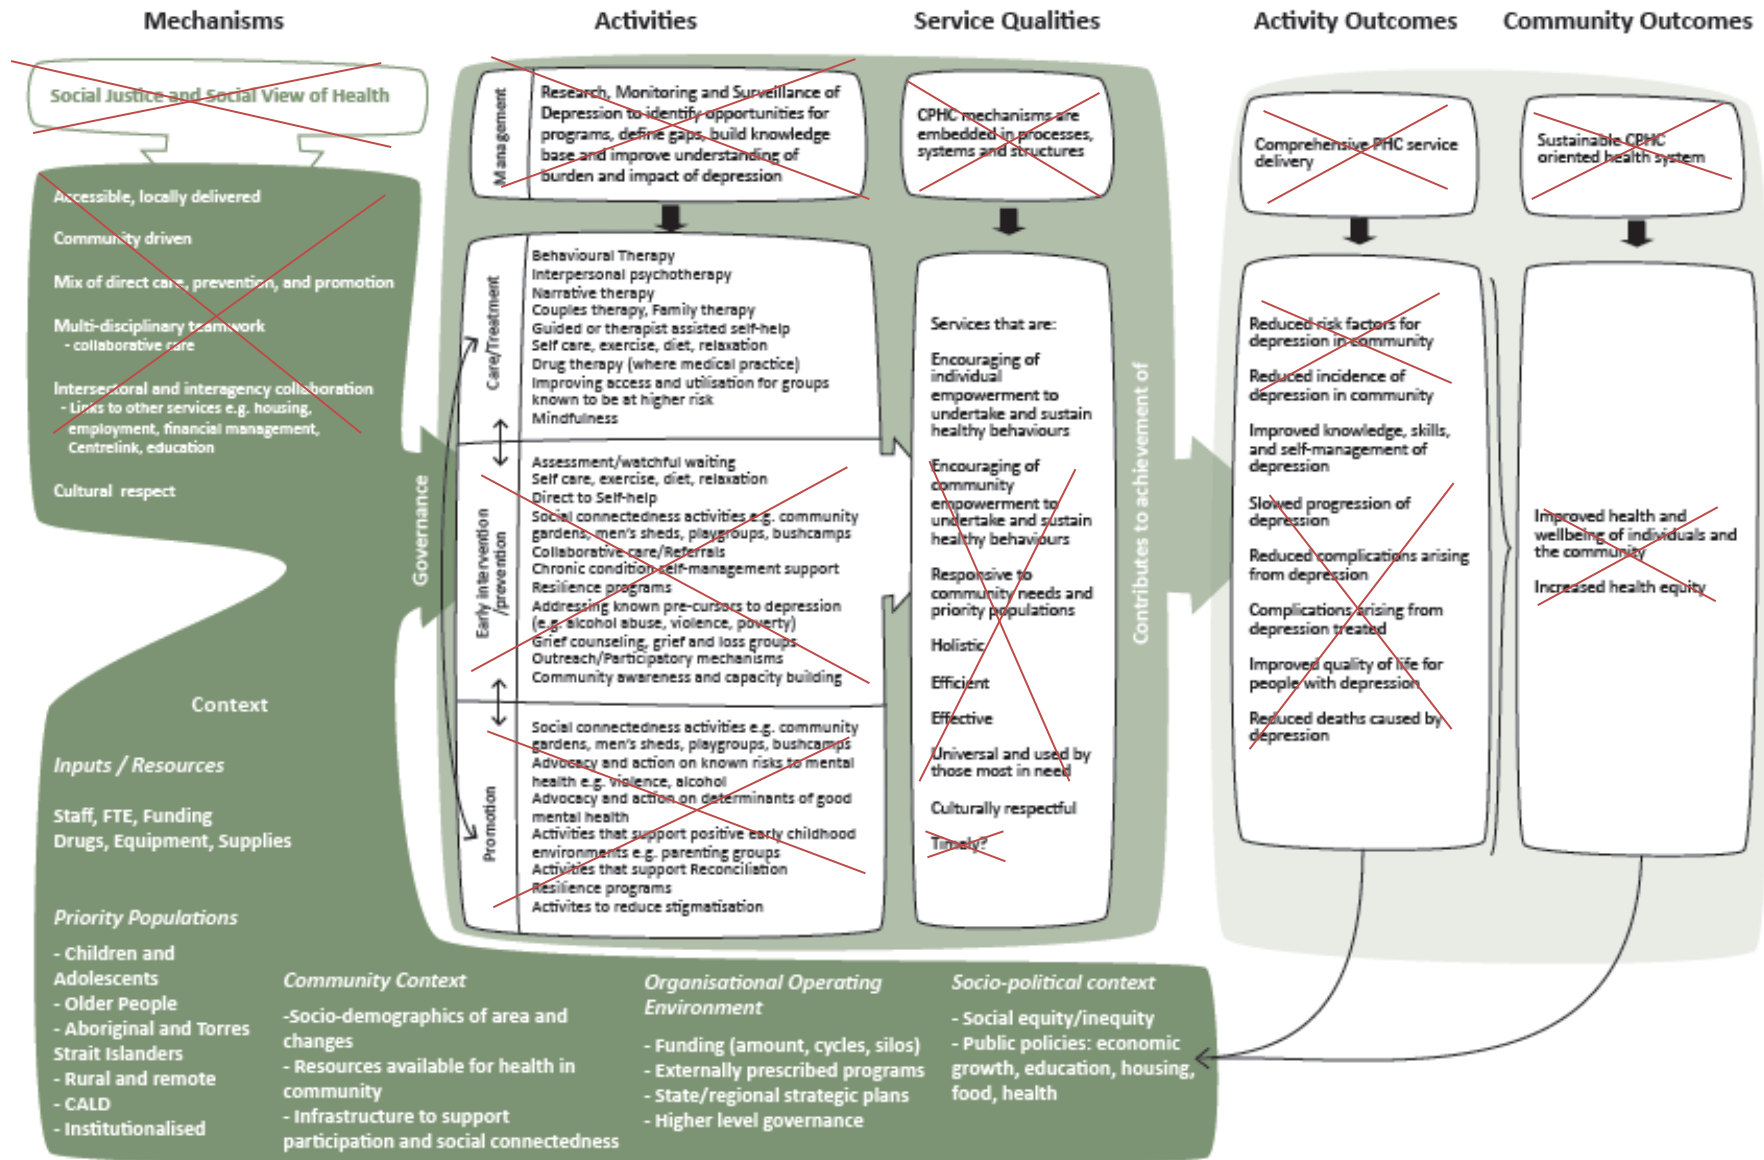 Mechanisms
Activities
Service Qualities
Activity Outcomes
Community Outcomes
Social Justice and Social View of Health
Accessible, locally delivered
Community driven
Mix of direct care, prevention, and promotion
Multi-disciplinary teamwork
- collaborative care
Intersectoral and interagency collaboration
- Links to other services e.g. housing,
employment, financial management,
Centrelink, education
Cultural respect
Governance
Management
Research, Monitoring and Surveillance of
Depression to identify opportunities for
programs, define gaps, build knowledge
base and improve understanding of
burden and impact of depression
Care/Treatment
Behavioural Therapy
Interpersonal psychotherapy
Narrative therapy
Couples therapy, Family therapy
Guided or therapist assisted self-help
Self care, exercise, diet, relaxation
Drug therapy (where medical practice)
Improving access and utilisation for groups
known to be at higher risk
Mindfulness
Early intervention
/prevention
Assessment/watchful waiting
Self care, exercise, diet, relaxation
Direct to Self-help
Social connectedness activities e.g. community
gardens, men's sheds, playgroups, bushcamps
Collaborative care/Referrals
Chronic condition self-management support
Resilience programs
Addressing known pre-cursors to depression
(e.g. alcohol abuse, violence, poverty)
Grief counseling, grief and loss groups
Outreach/Participatory mechanisms
Community awareness and capacity building
Promotion
Social connectedness activities e.g. community
gardens, men's sheds, playgroups, bushcamps
Advocacy and action on known risks to mental
health e.g. violence, alcohol
Advocacy and action on determinants of good
mental health
Activities that support positive early childhood
environments e.g. parenting groups
Activities that support Reconciliation
Resilience programs
Activites to reduce stigmatisation
CPHC mechanisms are
embedded in processes,
systems and structures
Services that are:
Encouraging of
individual
empowerment to
undertake and sustain
healthy behaviours
Encouraging of
community
empowerment to
undertake and sustain
healthy behaviours
Responsive to
community needs and
priority populations
Holistic
Efficient
Effective
Universal and used by
those most in need
Culturally respectful
Timely?
Contributes to achievement of
Comprehensive PHC service
delivery
Reduced risk factors for
depression in community
Reduced incidence of
depression in community
Improved knowledge, skills,
and self-management of
depression
Slowed progression of
depression
Reduced complications arising
from depression
Complications arising from
depression treated
Improved quality of life for
people with depression
Reduced deaths caused by
depression
Sustainable CPHC
oriented health system
Improved health and
wellbeing of individuals and
the community
Increased health equity
Context
Inputs / Resources
Staff, FTE, Funding
Drugs, Equipment, Supplies
Priority Populations
- Children and
Adolescents
- Older People
- Aboriginal and Torres
Strait Islanders
- Rural and remote
- CALD
- Institutionalised
Community Context
-Socio-demographics of area and
changes
- Resources available for health in
community
- Infrastructure to support
participation and social connectedness
Organisational Operating
Environment
- Funding (amount, cycles, silos)
- Externally prescribed programs
- State/regional strategic plans
- Higher level governance
Socio-political context
- Social equity/inequity
- Public policies: economic
growth, education, housing,
food, health